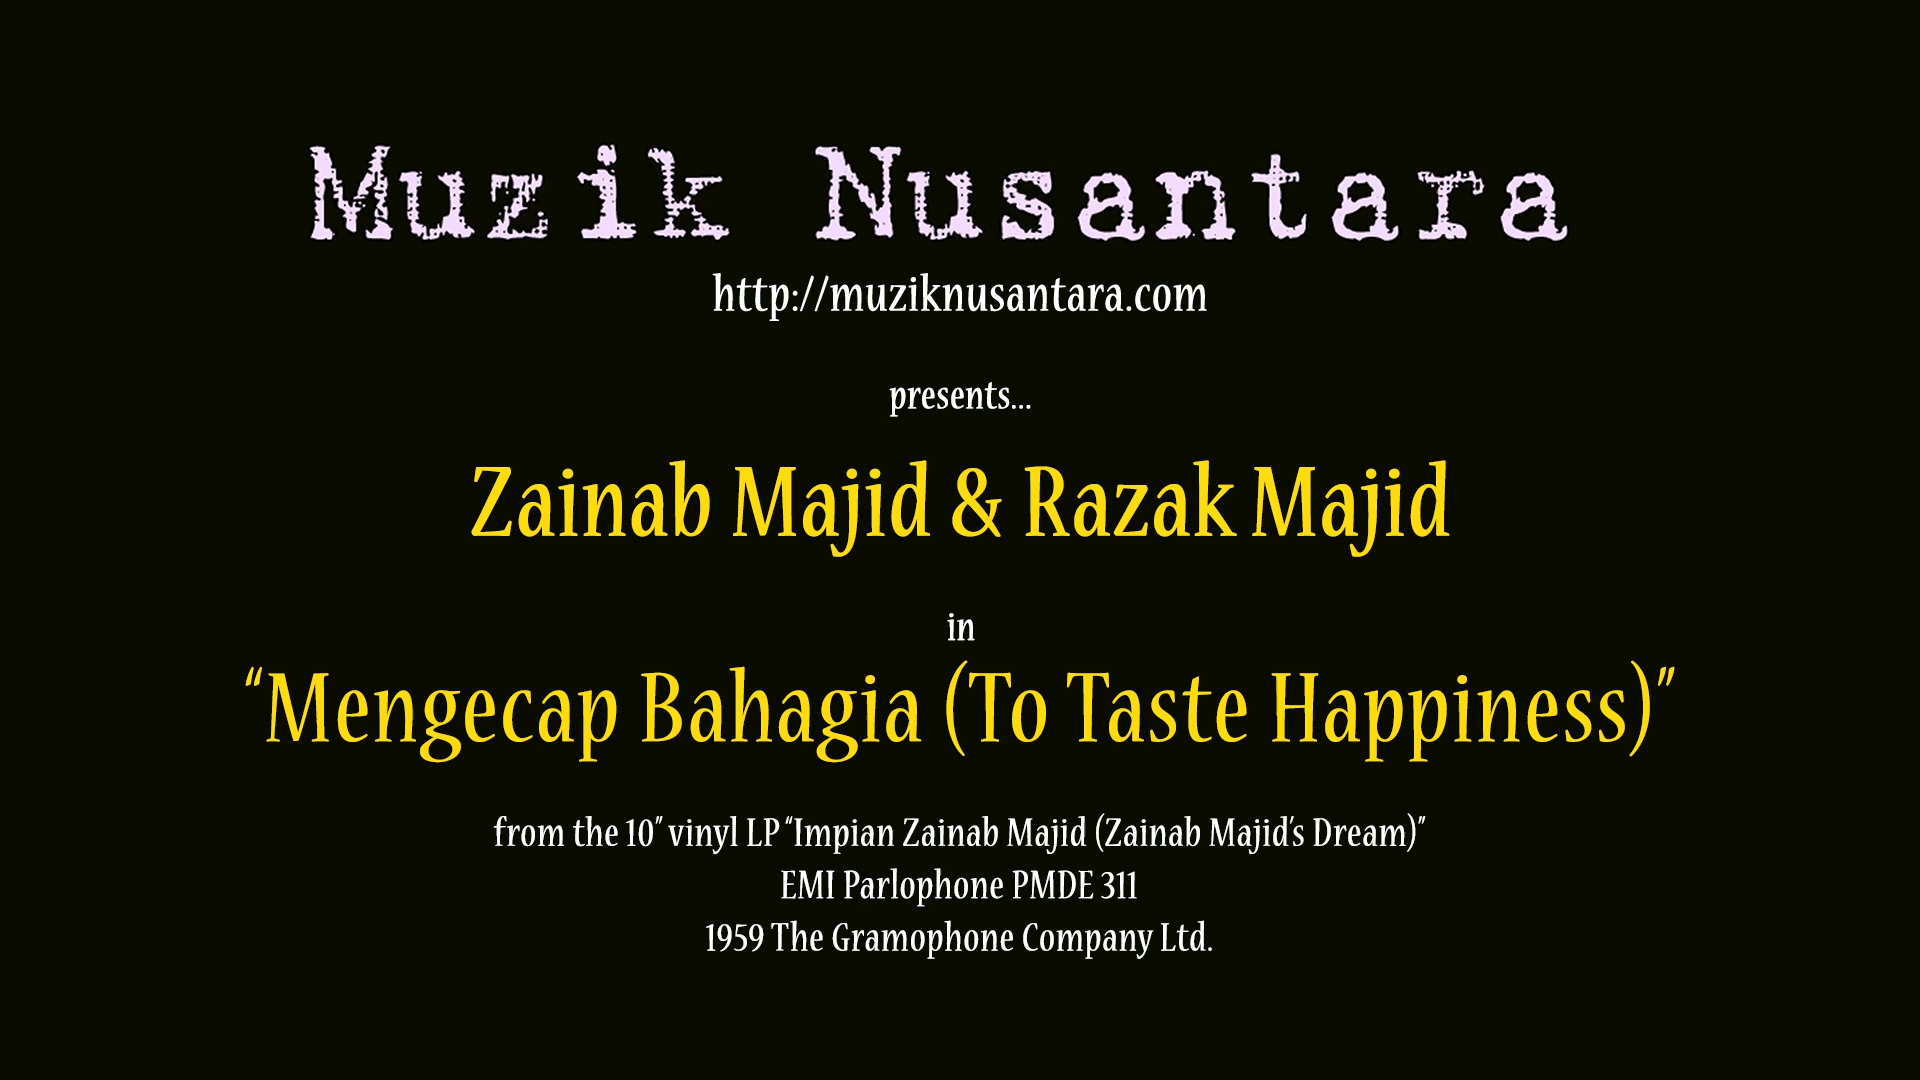 Muzik Nusantara
http://muziknusantara.com
presents...
Zainab Majid & Razak Majid
in
“Mengecap Bahagia (To Taste Happiness)”
from the 10” vinyl LP “Impian Zainab Majid (Zainab Majid’s Dream)”
EMI Parlophone PMDE 311
1959 The Gramophone Company Ltd.